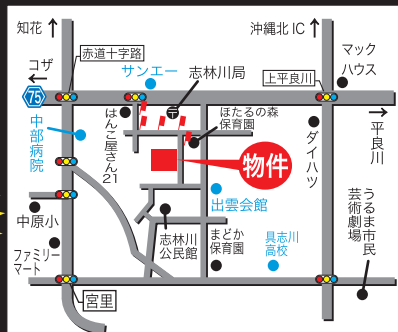 知花
沖縄北IC
赤道十字路
マック
ハウス
コザ
サンエー
志林川局
上平良川
75
〒
中部病院
はんこ屋さん21
ほたるの森
保育園
ダイハツ
平良川
物件
中原小
出雲会館
うるま市民
芸術劇場
ファミリー
マート
志林川
公民館
まどか
保育園
具志川
高校
宮里